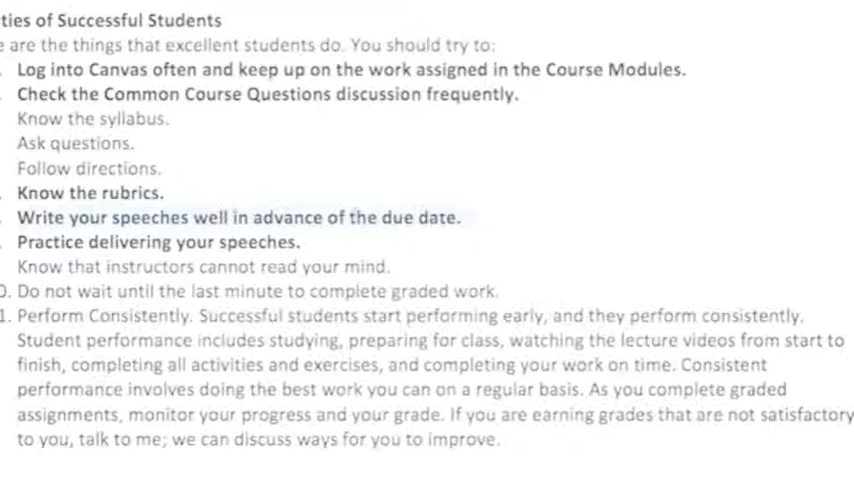 ties of Successful Students
e are the things that excellent students do. You should try to:
. Log into Canvas often and keep up on the work assigned in the Course Modules.
. Check the Common Course Questions discussion frequently.
Know the syllabus.
Ask questions.
Follow directions.
. Know the rubrics.
. Write your speeches well in advance of the due date.
. Practice delivering your speeches.
Know that instructors cannot read your mind.
0. Do not wait until the last minute to complete graded work.
1. Perform Consistently. Successful students start performing early, and they perform consistently.
Student performance includes studying, preparing for class, watching the lecture videos from start to
finish, completing all activities and exercises, and completing your work on time. Consistent
performance involves doing the best work you can on a regular basis. As you complete graded
assignments, monitor your progress and your grade. If you are earning grades that are not satisfactory
to you, talk to me; we can discuss ways for you to improve.